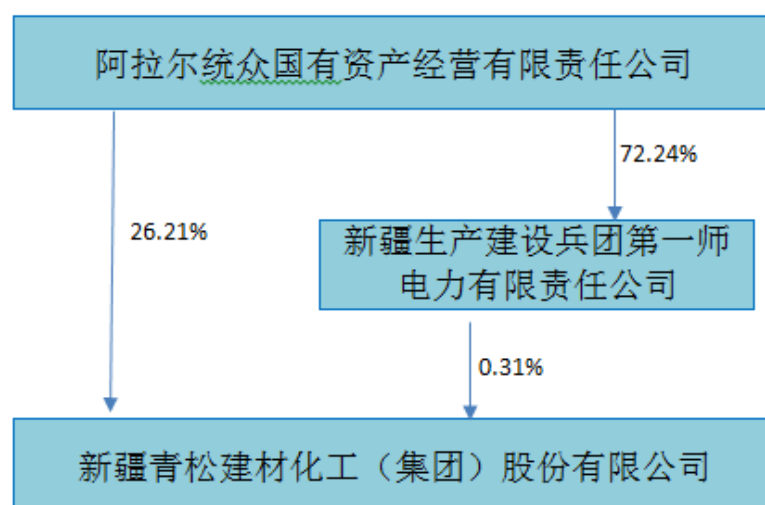 阿拉尔统众国有资产经营有限责任公司
72.24%
26.21%
新疆生产建设兵团第一师
电力有限责任公司
0.31%
新疆青松建材化工（集团）股份有限公司